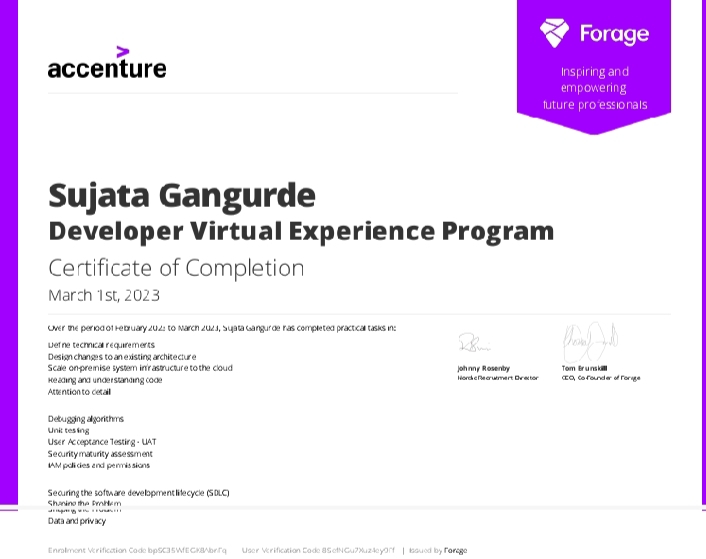 accenture
Forage
Inspiring and
empowering
future professionals
Sujata Gangurde
Developer Virtual Experience Program
Certificate of Completion
March 1st, 2023
Over the period of February 2023 to March 2023, Sujata Gangurde has completed practical tasks in:
Define technical requirements
Design changes to an existing architecture
Scale on-premise system infrastructure to the cloud
Reading and understanding code
Attention to detail
Johnny Rosenby
Nordic Recruitment Director
Tom Brunskill
CEO, Co-Founder of Forage
Debugging algorithms
Unit testing
User Acceptance Testing - UAT
Security maturity assessment
IAM policies and permissions
Securing the software development lifecycle (SDLC)
Shaping the Problem
Shaping the Problem
Data and privacy
Enrolment Verification Code
User Verification Code
| Issued by Forage